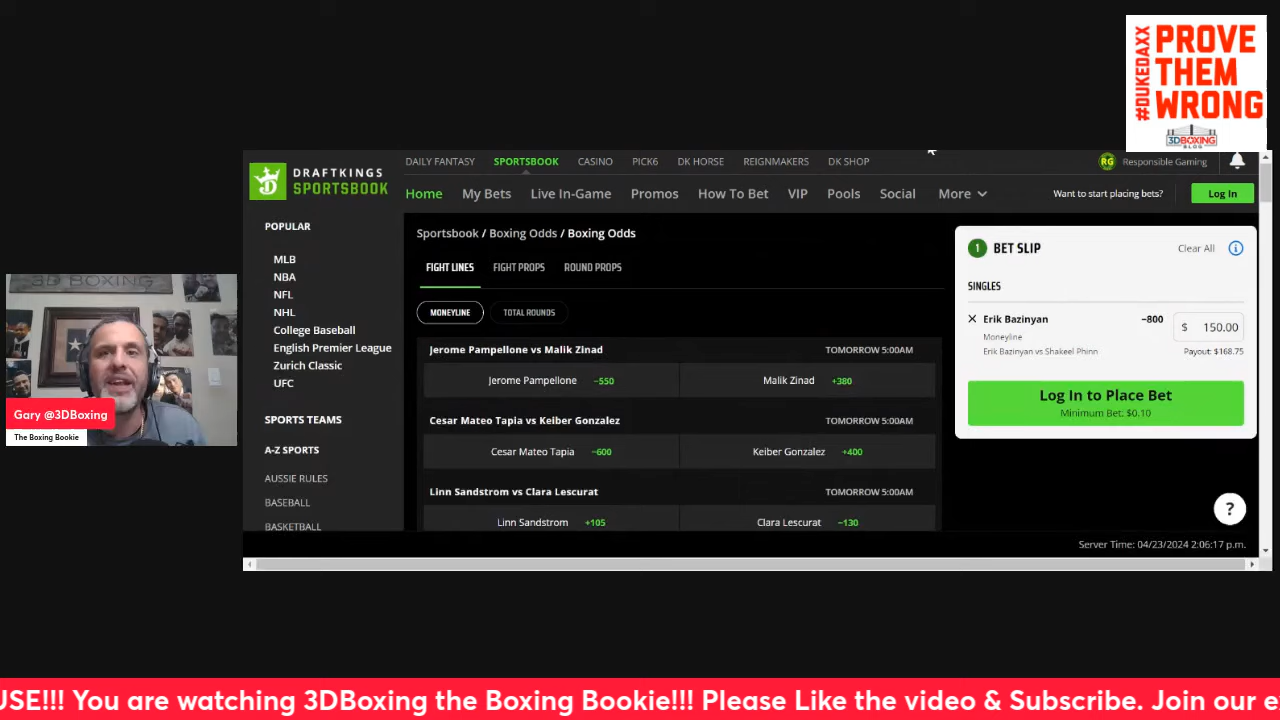 #DUKEDAXX
PROVE
THEM
WRONG
3DBOXING
BLOG
DRAFTKINGS
SPORTSBOOK
DAILY FANTASY SPORTSBOOK CASINO PICK6 DK HORSE REIGNMAKERS DK SHOP
RG Responsible Gaming
Home My Bets Live In-Game Promos How To Bet VIP Pools Social More
Want to start placing bets? Log In
POPULAR
MLB
NBA
NFL
NHL
College Baseball
English Premier League
Zurich Classic
UFC
SPORTS TEAMS
A-Z SPORTS
AUSSIE RULES
BASEBALL
BASKETBALL
Sportsbook / Boxing Odds / Boxing Odds
FIGHT LINES FIGHT PROPS ROUND PROPS
MONEYLINE TOTAL ROUNDS
Jerome Pampellone vs Malik Zinad TOMORROW 5:00AM
Jerome Pampellone −550 Malik Zinad +380
Cesar Mateo Tapia vs Keiber Gonzalez TOMORROW 5:00AM
Cesar Mateo Tapia −600 Keiber Gonzalez +400
Linn Sandstrom vs Clara Lescurat TOMORROW 5:00AM
Linn Sandstrom +105 Clara Lescurat −130
1 BET SLIP Clear All i
SINGLES
× Erik Bazinyan −800 $ 150.00
Moneyline
Erik Bazinyan vs Shakeel Phinn Payout: $168.75
Log In to Place Bet
Minimum Bet: $0.10
?
Server Time: 04/23/2024 2:06:17 p.m.
3D BOXING
Gary @3DBoxing
The Boxing Bookie
USE!!! You are watching 3DBoxing the Boxing Bookie!!! Please Like the video & Subscribe. Join our e